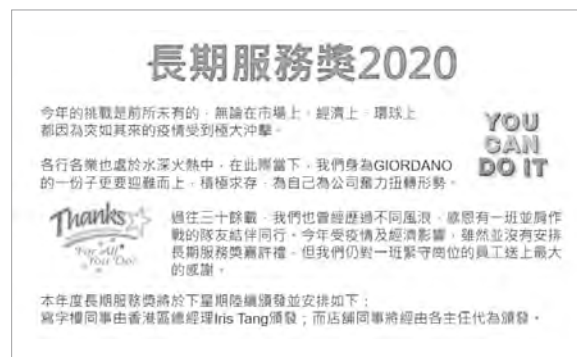 長期服務獎2020
今年的挑戰是前所未有的，無論在市場上，經濟上，環球上
都因為突如其來的疫情受到極大沖擊。
YOU
CAN
DO IT
各行各業也處於水深火熱中，在此際當下，我們身為GIORDANO
的一份子更要迎難而上，積極求存，為自己為公司奮力扭轉形勢。
Thanks
For All
You Do!
過往三十餘載，我們也曾經歷過不同風浪，感恩有一班並肩作
戰的隊友結伴同行。今年受疫情及經濟影響，雖然並沒有安排
長期服務獎嘉許禮，但我們仍對一班緊守崗位的員工送上最大
的感謝。
本年度長期服務獎將於下星期陸續頒發並安排如下：
寫字樓同事由香港區總經理Iris Tang頒發；而店舖同事將經由各主任代為頒發。